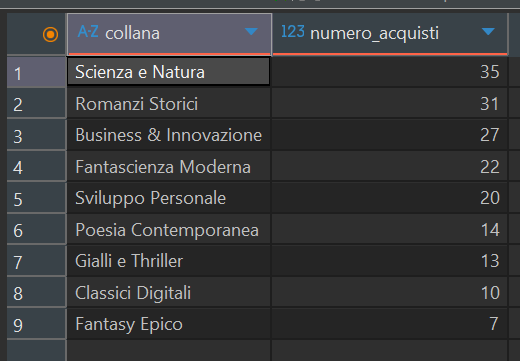 A-Z collana 123 numero_acquisti
1 Scienza e Natura 35
2 Romanzi Storici 31
3 Business & Innovazione 27
4 Fantascienza Moderna 22
5 Sviluppo Personale 20
6 Poesia Contemporanea 14
7 Gialli e Thriller 13
8 Classici Digitali 10
9 Fantasy Epico 7